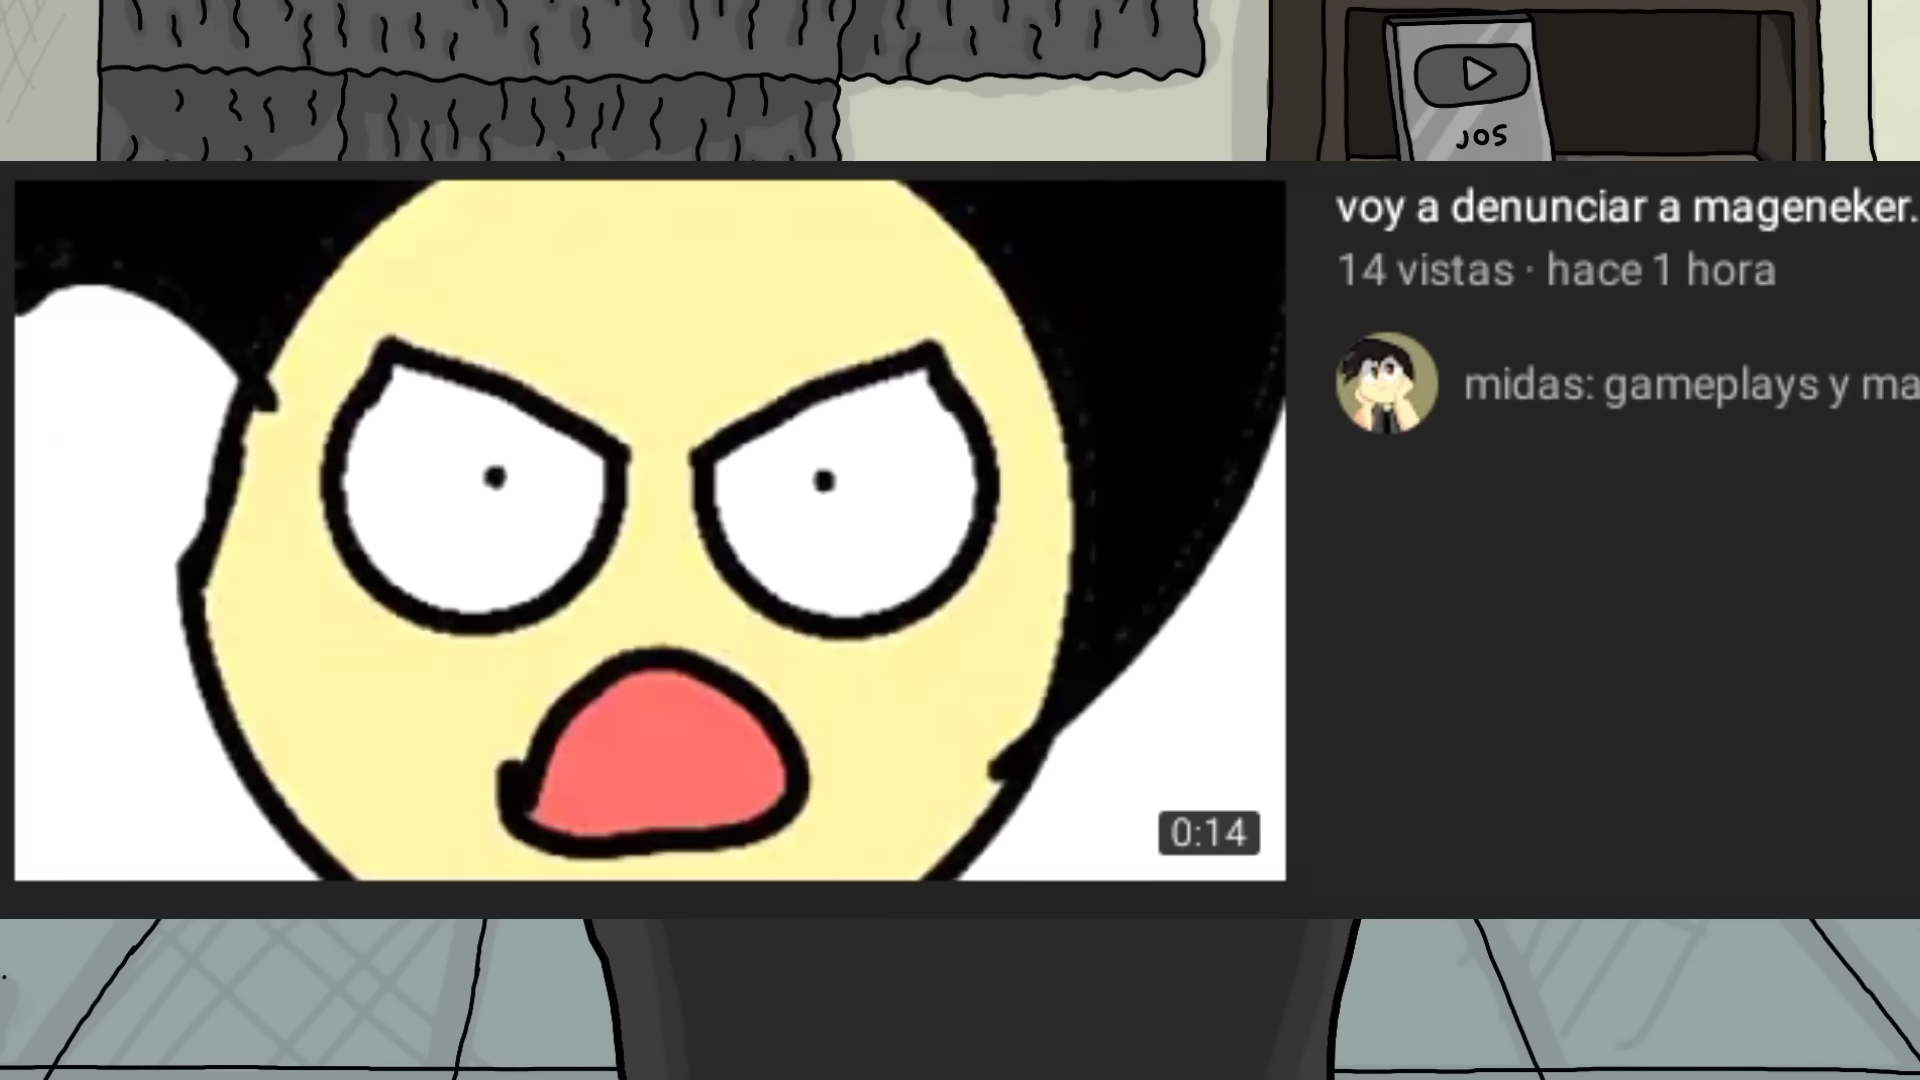 JOS
voy a denunciar a mageneker.
14 vistas · hace 1 hora
midas: gameplays y ma
0:14